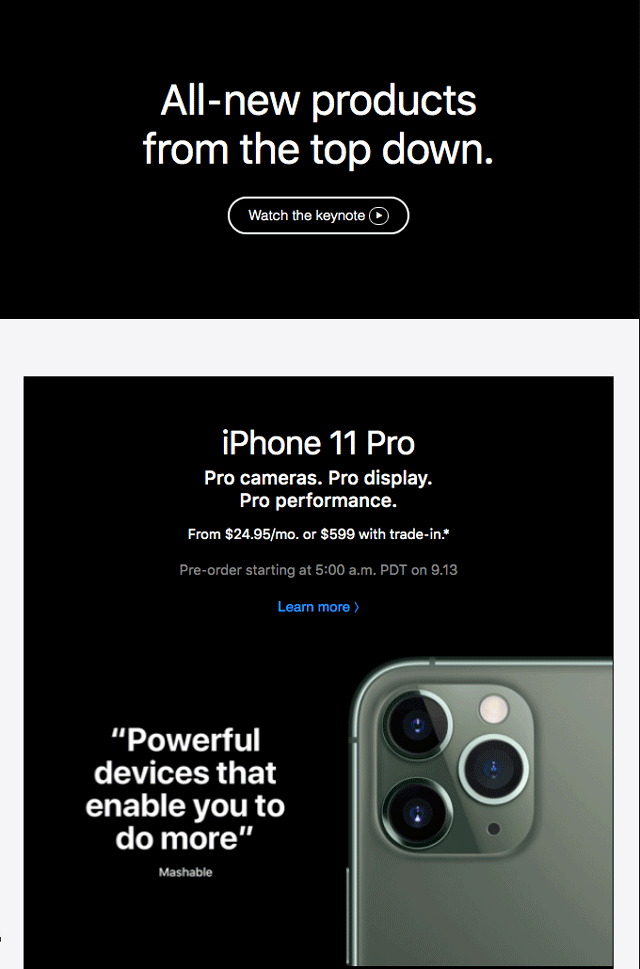 All-new products
from the top down.
Watch the keynote
iPhone 11 Pro
Pro cameras. Pro display.
Pro performance.
From $24.95/mo. or $599 with trade-in.*
Pre-order starting at 5:00 a.m. PDT on 9.13
Learn more 〉
“Powerful
devices that
enable you to
do more”
Mashable